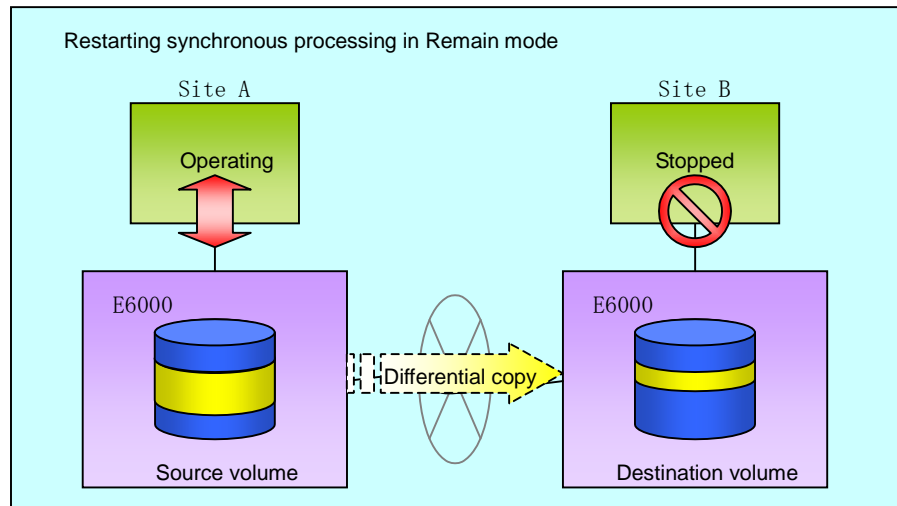 Restarting synchronous processing in Remain mode
Site A
Site B
Operating
Stopped
E6000
E6000
Differential copy
Source volume
Destination volume